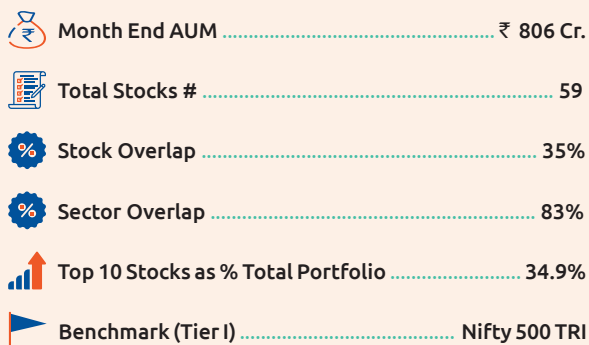 Month End AUM ₹ 806 Cr.
Total Stocks # 59
Stock Overlap 35%
Sector Overlap 83%
Top 10 Stocks as % Total Portfolio 34.9%
Benchmark (Tier I) Nifty 500 TRI